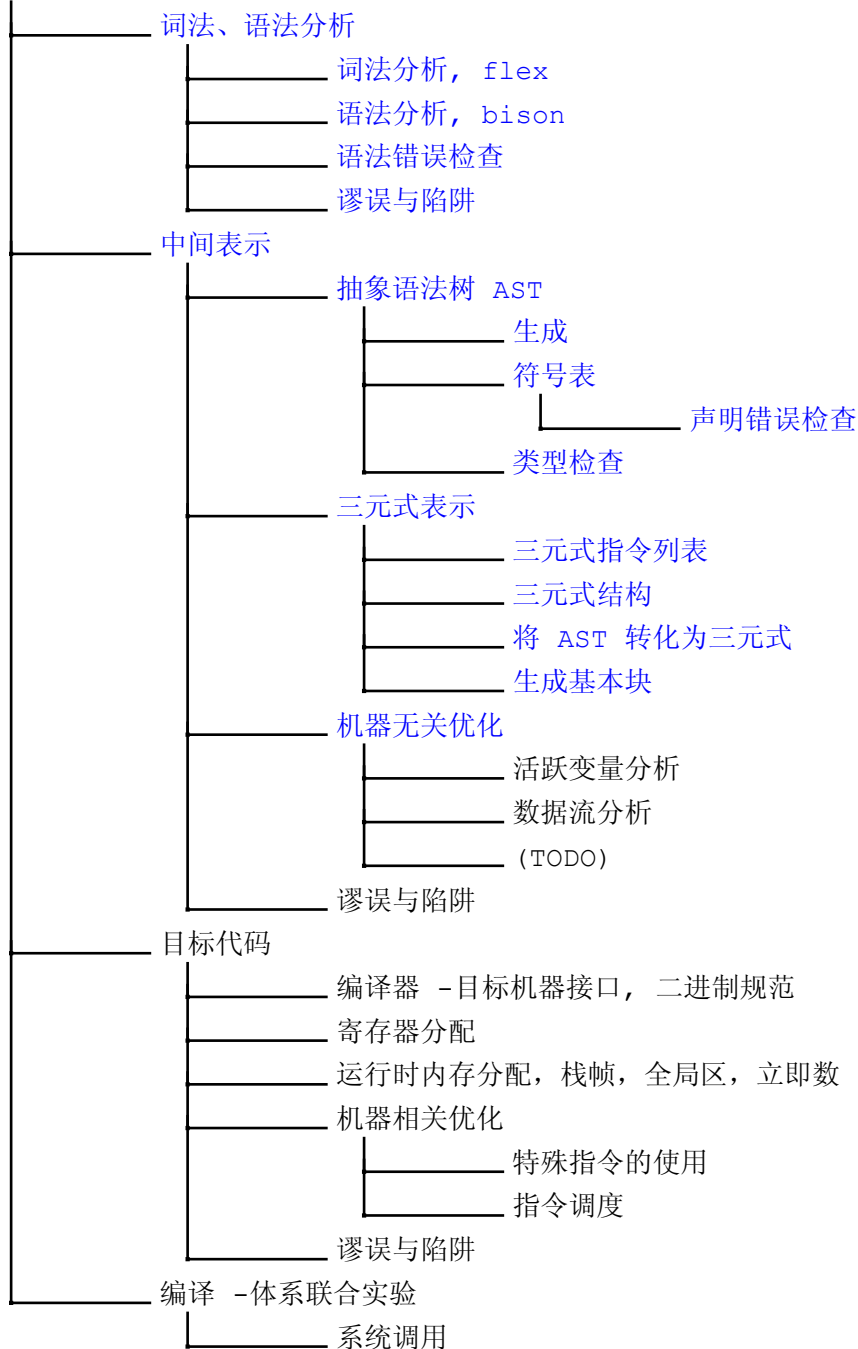 词法、语法分析
词法分析, flex
语法分析, bison
语法错误检查
谬误与陷阱
中间表示
抽象语法树 AST
生成
符号表
声明错误检查
类型检查
三元式表示
三元式指令列表
三元式结构
将 AST 转化为三元式
生成基本块
机器无关优化
活跃变量分析
数据流分析
(TODO)
谬误与陷阱
目标代码
编译器 -目标机器接口, 二进制规范
寄存器分配
运行时内存分配，栈帧，全局区，立即数
机器相关优化
特殊指令的使用
指令调度
谬误与陷阱
编译 -体系联合实验
系统调用